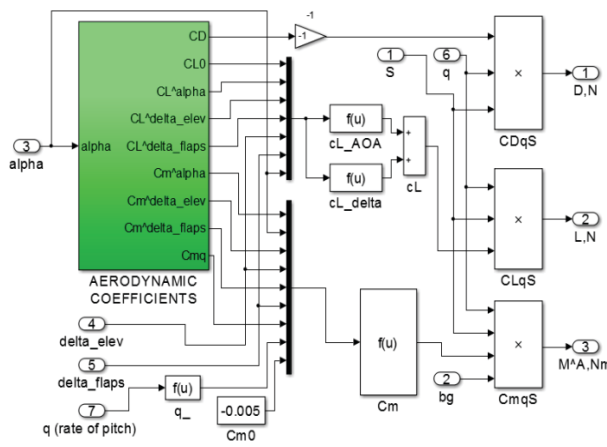 -1
-1
CD
CL0
CL^alpha
CL^delta_elev
CL^delta_flaps
Cm^alpha
Cm^delta_elev
Cm^delta_flaps
Cmq
alpha
AERODYNAMIC
COEFFICIENTS
3
alpha
4
delta_elev
5
delta_flaps
7
q (rate of pitch)
f(u)
q_
-0.005
Cm0
f(u)
cL_AOA
f(u)
cL_delta
+
+
cL
f(u)
Cm
1
S
6
q
2
bg
×
CDqS
1
D,N
×
CLqS
2
L,N
×
CmqS
3
M^A,Nm